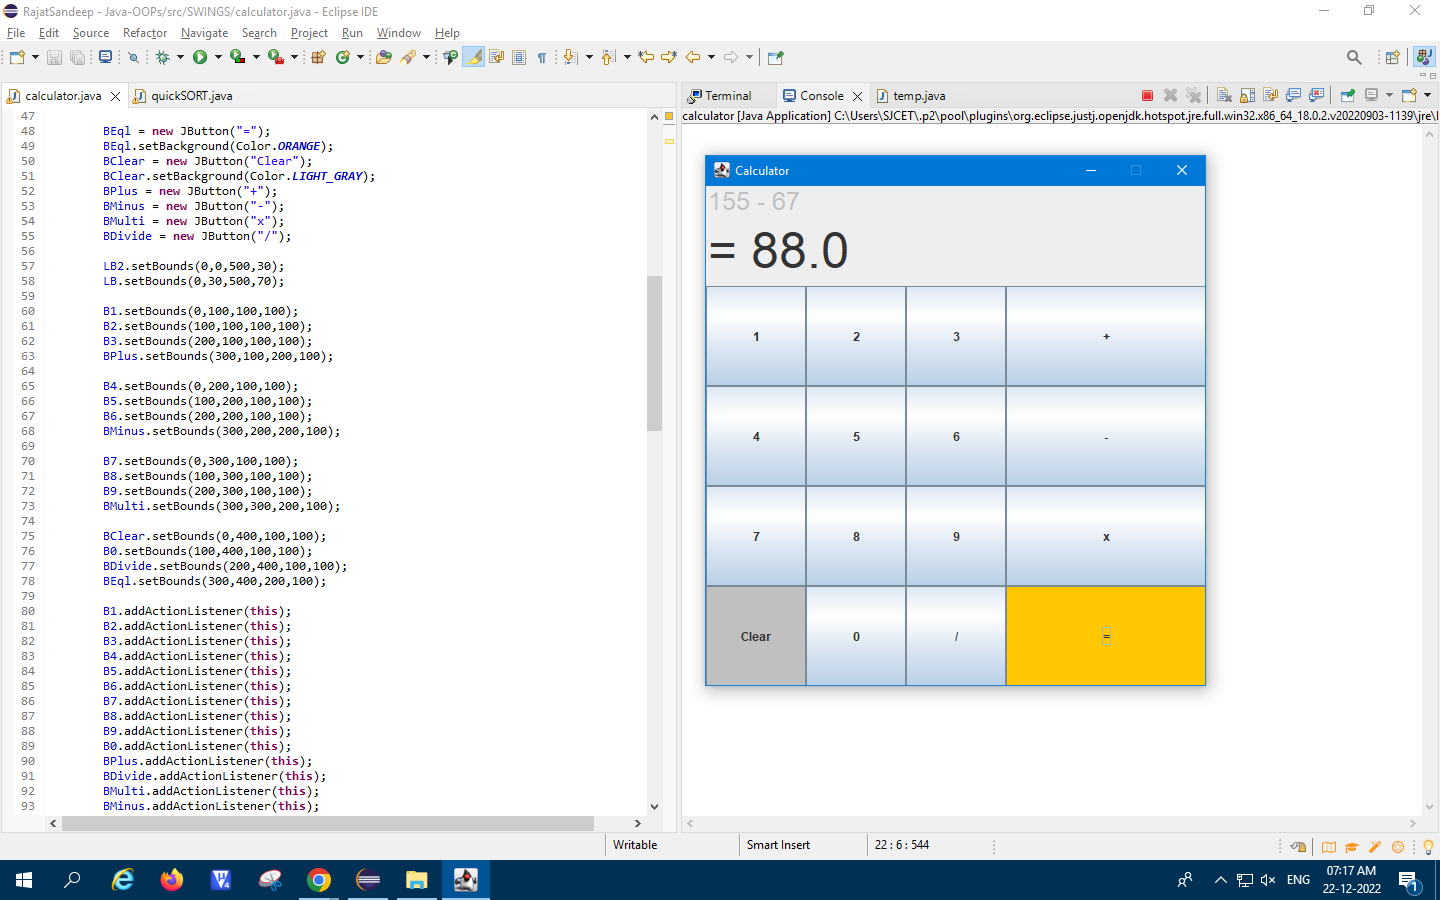 RajatSandeep - Java-OOPs/src/SWINGS/calculator.java - Eclipse IDE
File Edit Source Refactor Navigate Search Project Run Window Help
calculator.java quickSORT.java
47
48 BEql = new JButton("=");
49 BEql.setBackground(Color.ORANGE);
50 BClear = new JButton("Clear");
51 BClear.setBackground(Color.LIGHT_GRAY);
52 BPlus = new JButton("+");
53 BMinus = new JButton("-");
54 BMulti = new JButton("x");
55 BDivide = new JButton("/");
56
57 LB2.setBounds(0,0,500,30);
58 LB.setBounds(0,30,500,70);
59
60 B1.setBounds(0,100,100,100);
61 B2.setBounds(100,100,100,100);
62 B3.setBounds(200,100,100,100);
63 BPlus.setBounds(300,100,200,100);
64
65 B4.setBounds(0,200,100,100);
66 B5.setBounds(100,200,100,100);
67 B6.setBounds(200,200,100,100);
68 BMinus.setBounds(300,200,200,100);
69
70 B7.setBounds(0,300,100,100);
71 B8.setBounds(100,300,100,100);
72 B9.setBounds(200,300,100,100);
73 BMulti.setBounds(300,300,200,100);
74
75 BClear.setBounds(0,400,100,100);
76 B0.setBounds(100,400,100,100);
77 BDivide.setBounds(200,400,100,100);
78 BEql.setBounds(300,400,200,100);
79
80 B1.addActionListener(this);
81 B2.addActionListener(this);
82 B3.addActionListener(this);
83 B4.addActionListener(this);
84 B5.addActionListener(this);
85 B6.addActionListener(this);
86 B7.addActionListener(this);
87 B8.addActionListener(this);
88 B9.addActionListener(this);
89 B0.addActionListener(this);
90 BPlus.addActionListener(this);
91 BDivide.addActionListener(this);
92 BMulti.addActionListener(this);
93 BMinus.addActionListener(this);
Terminal Console temp.java
calculator [Java Application] C:\Users\SJCET\.p2\pool\plugins\org.eclipse.justj.openjdk.hotspot.jre.full.win32.x86_64_18.0.2.v20220903-1139\jre\
Calculator
155 - 67
= 88.0
1 2 3 +
4 5 6 -
7 8 9 x
Clear 0 / =
Writable Smart Insert 22 : 6 : 544
ENG 07:17 AM
22-12-2022
1